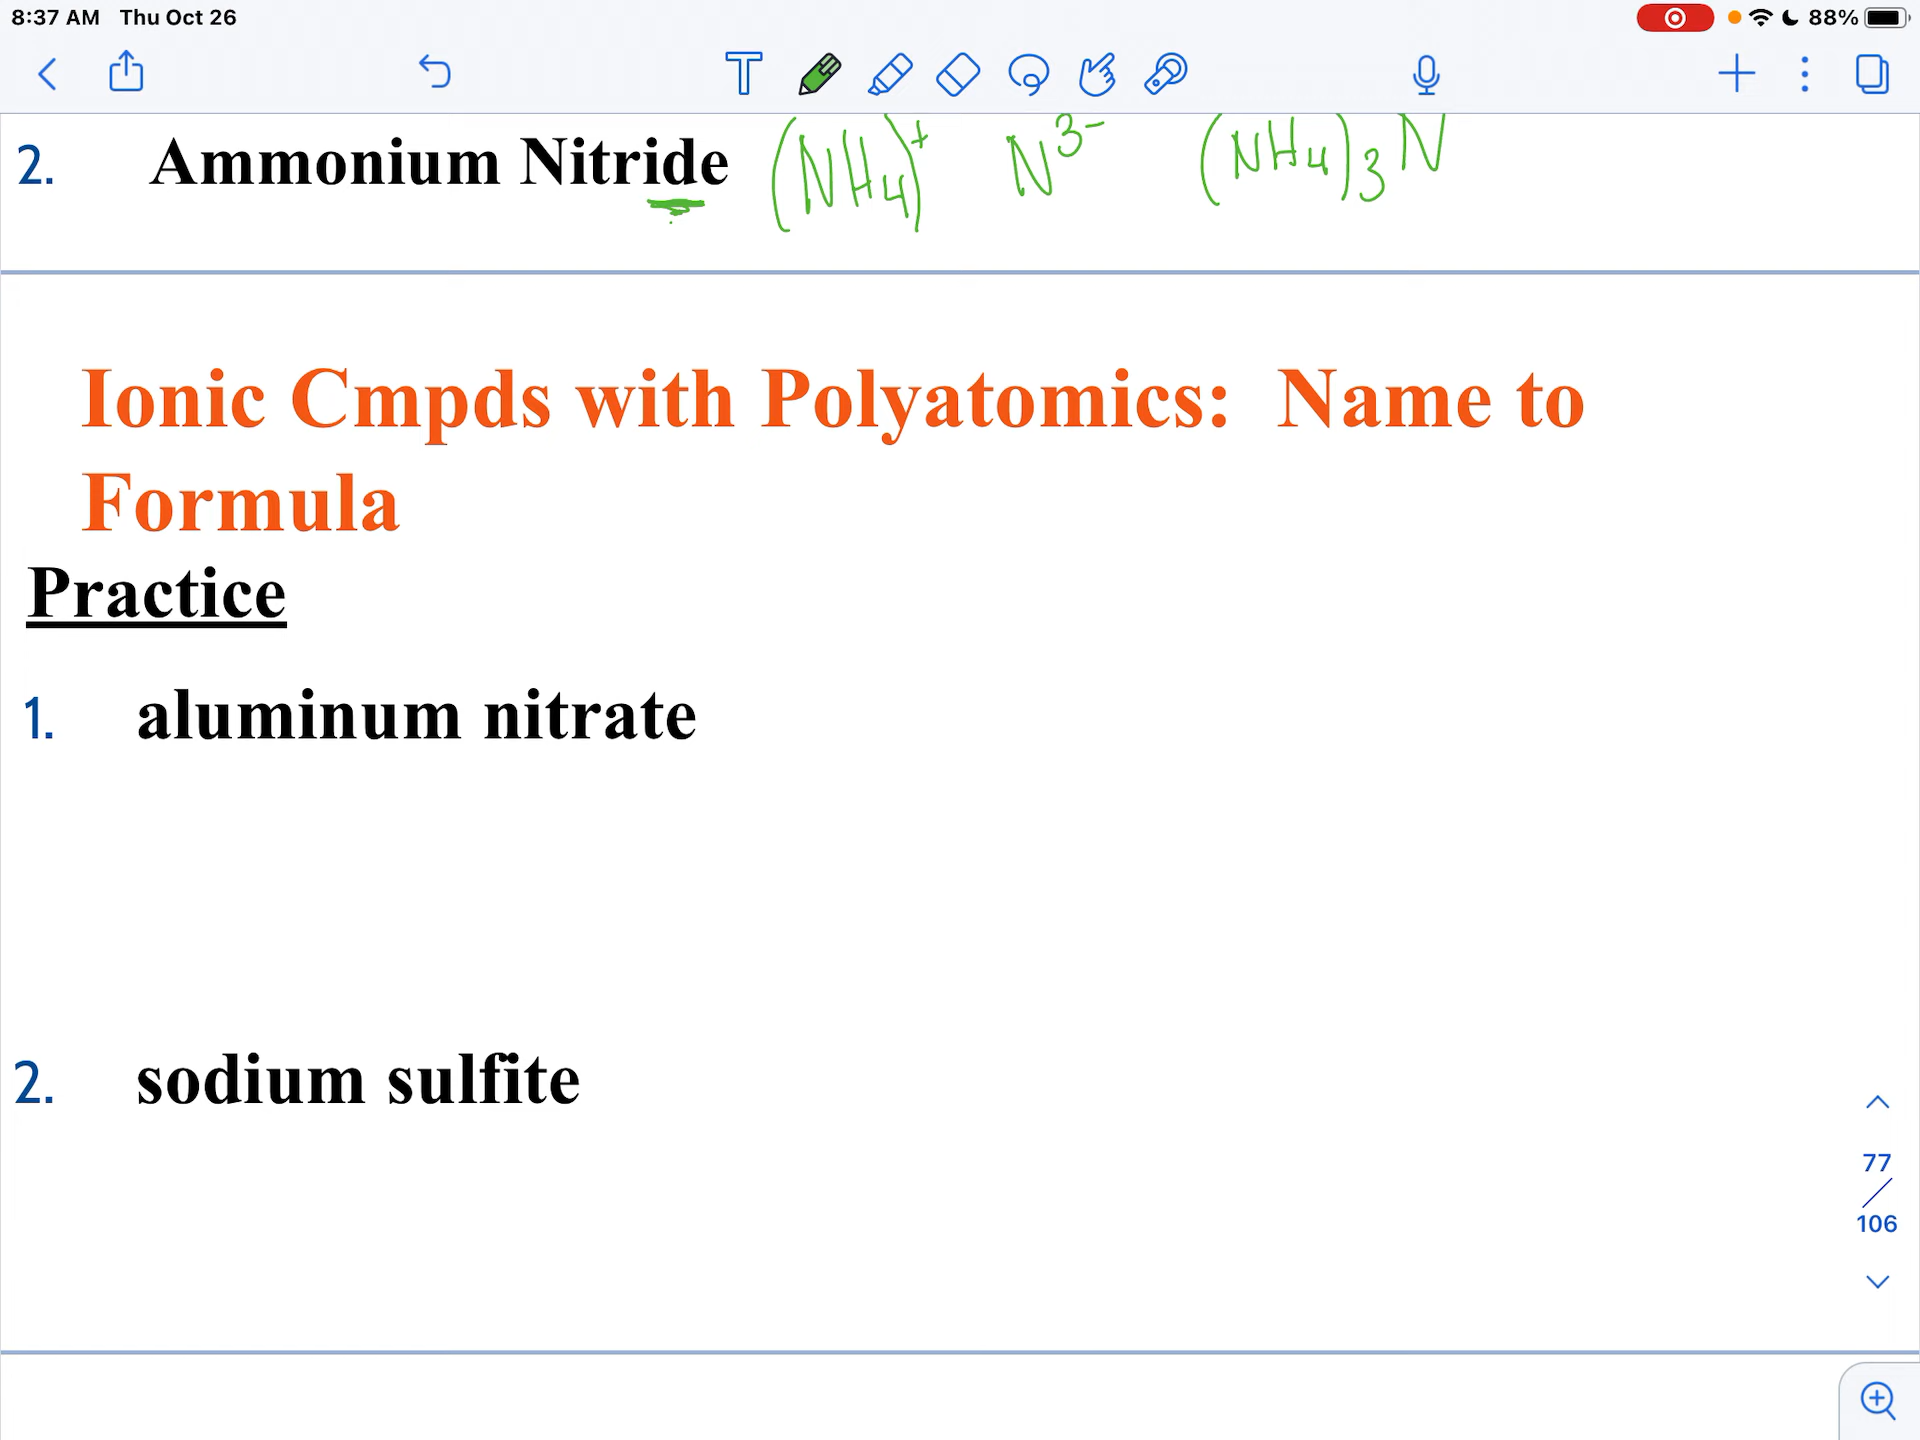 8:37 AM Thu Oct 26 88%
T
2. Ammonium Nitride (NH₄)⁺ N³⁻ (NH₄)₃N
Ionic Cmpds with Polyatomics: Name to
Formula
Practice
1. aluminum nitrate
2. sodium sulfite
77
/
106